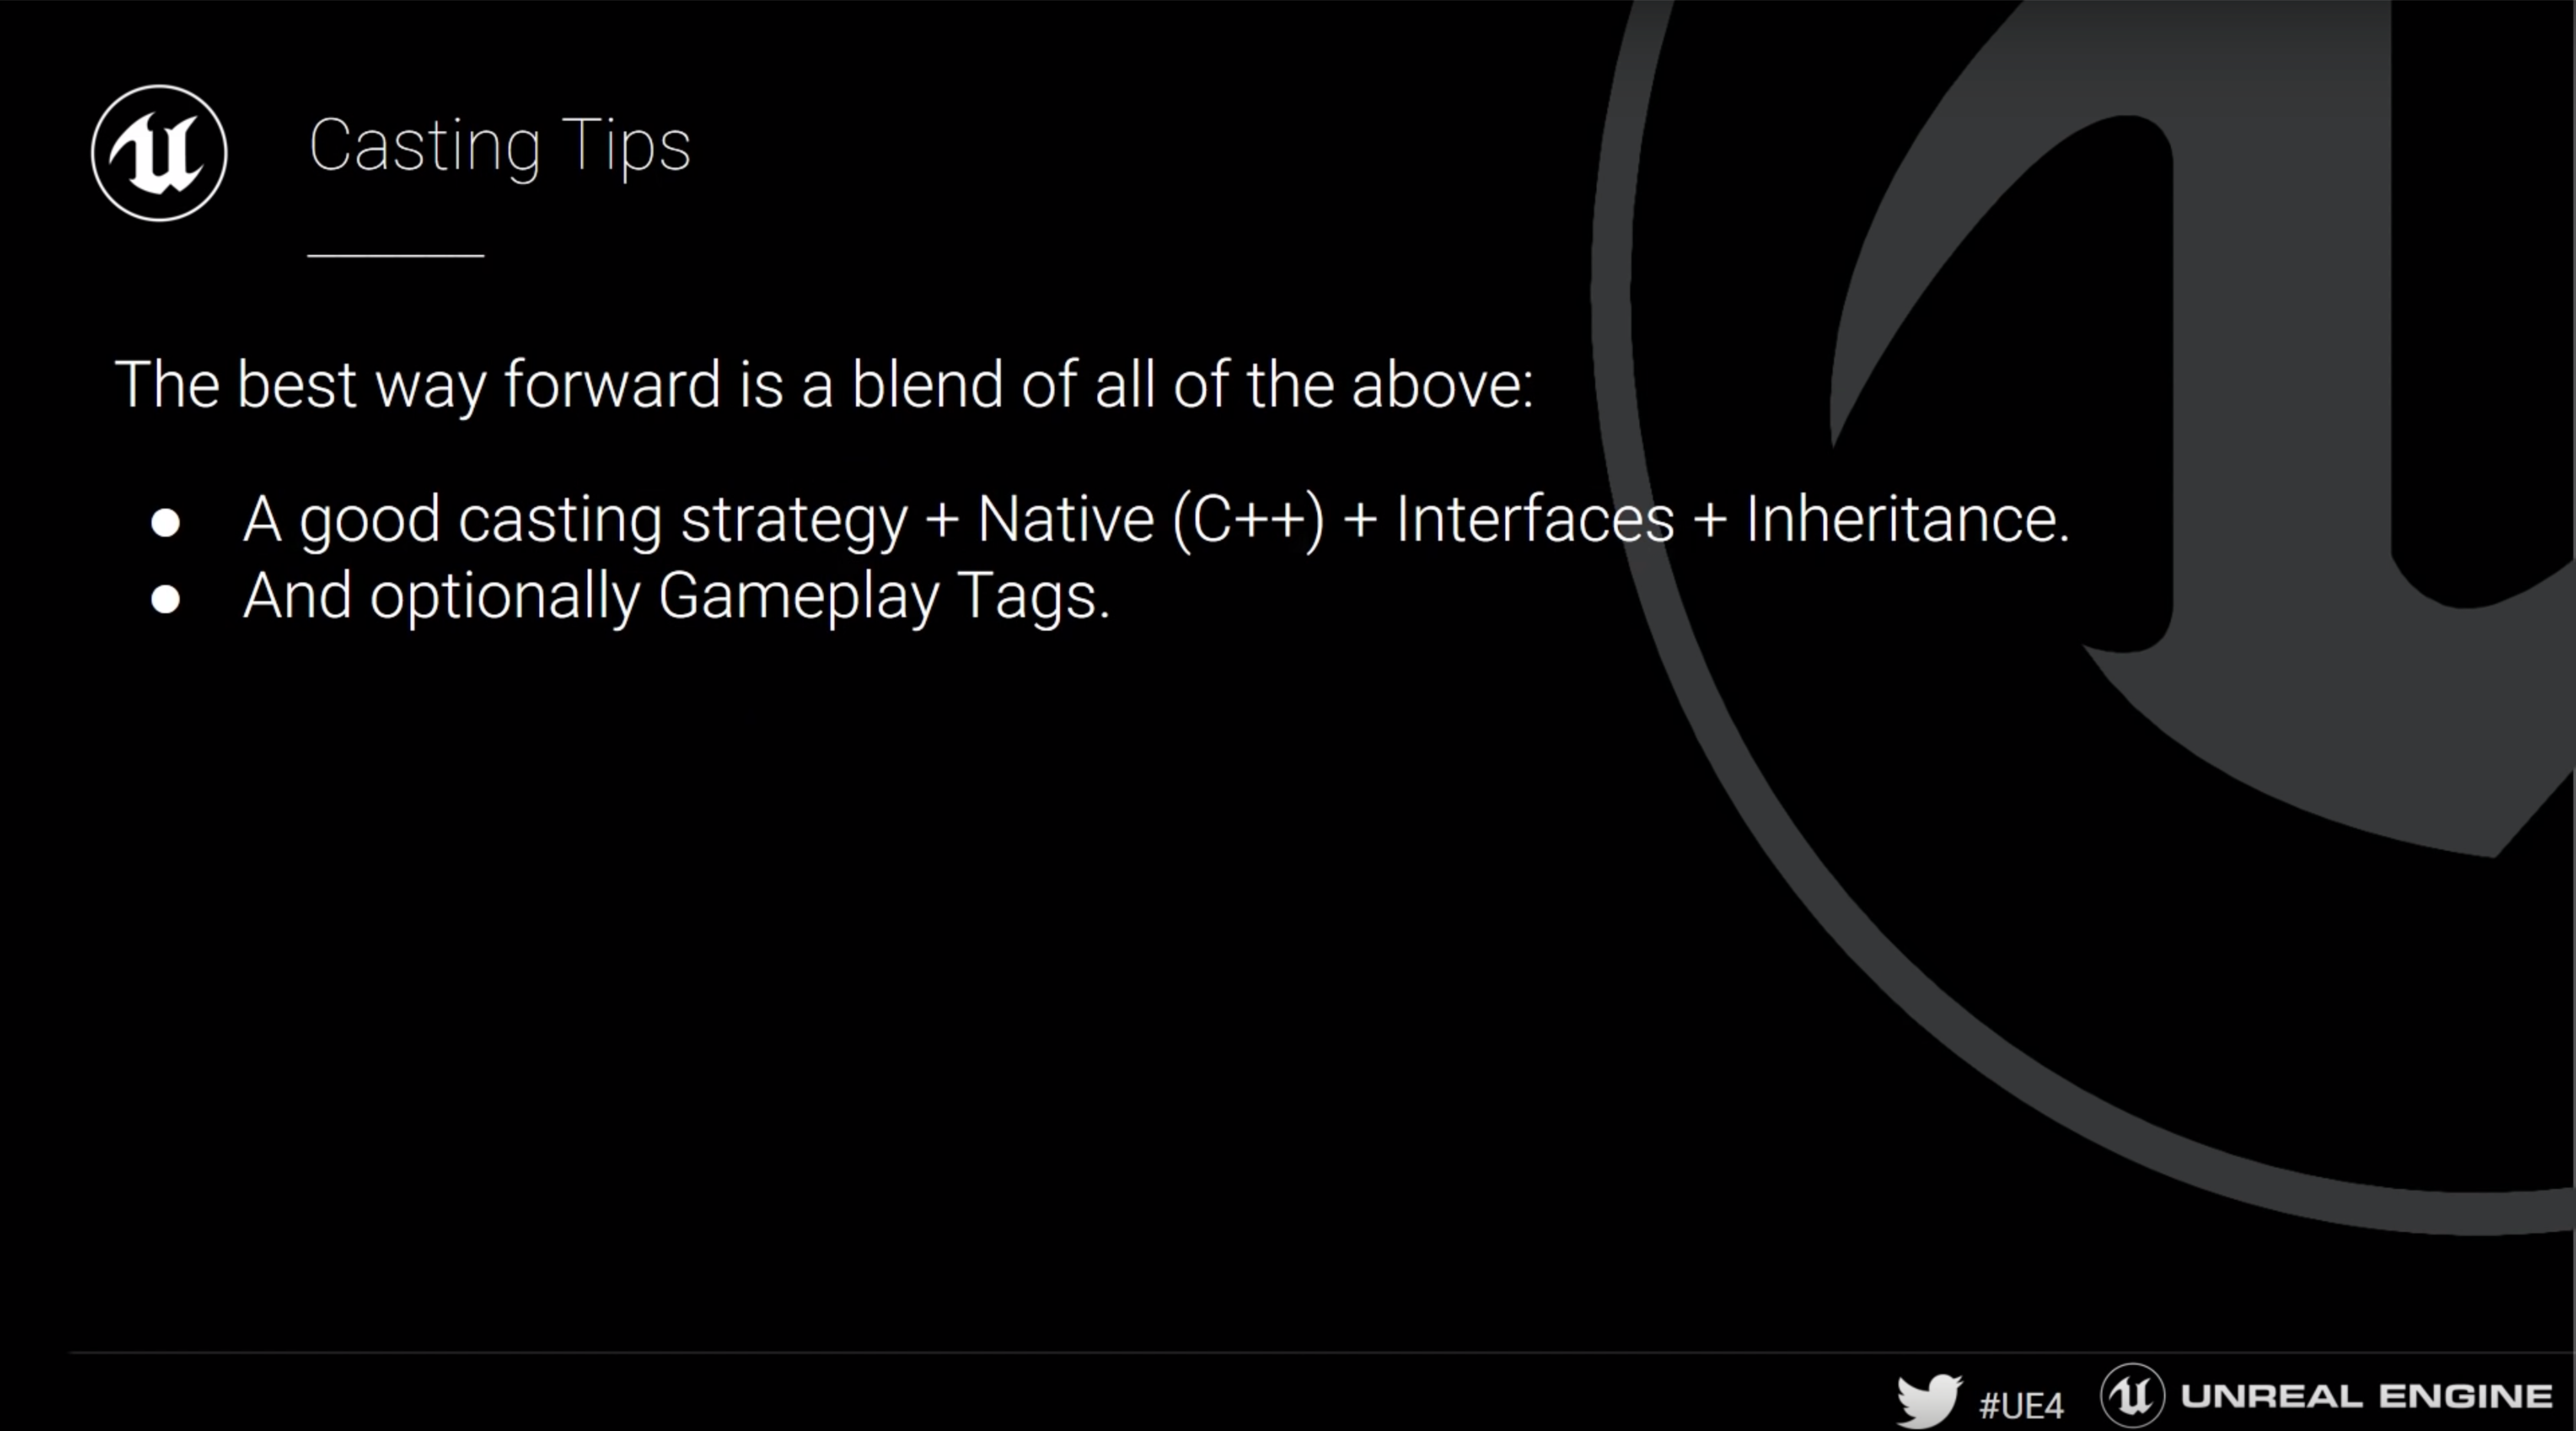 Casting Tips
The best way forward is a blend of all of the above:
● A good casting strategy + Native (C++) + Interfaces + Inheritance.
● And optionally Gameplay Tags.
#UE4 UNREAL ENGINE